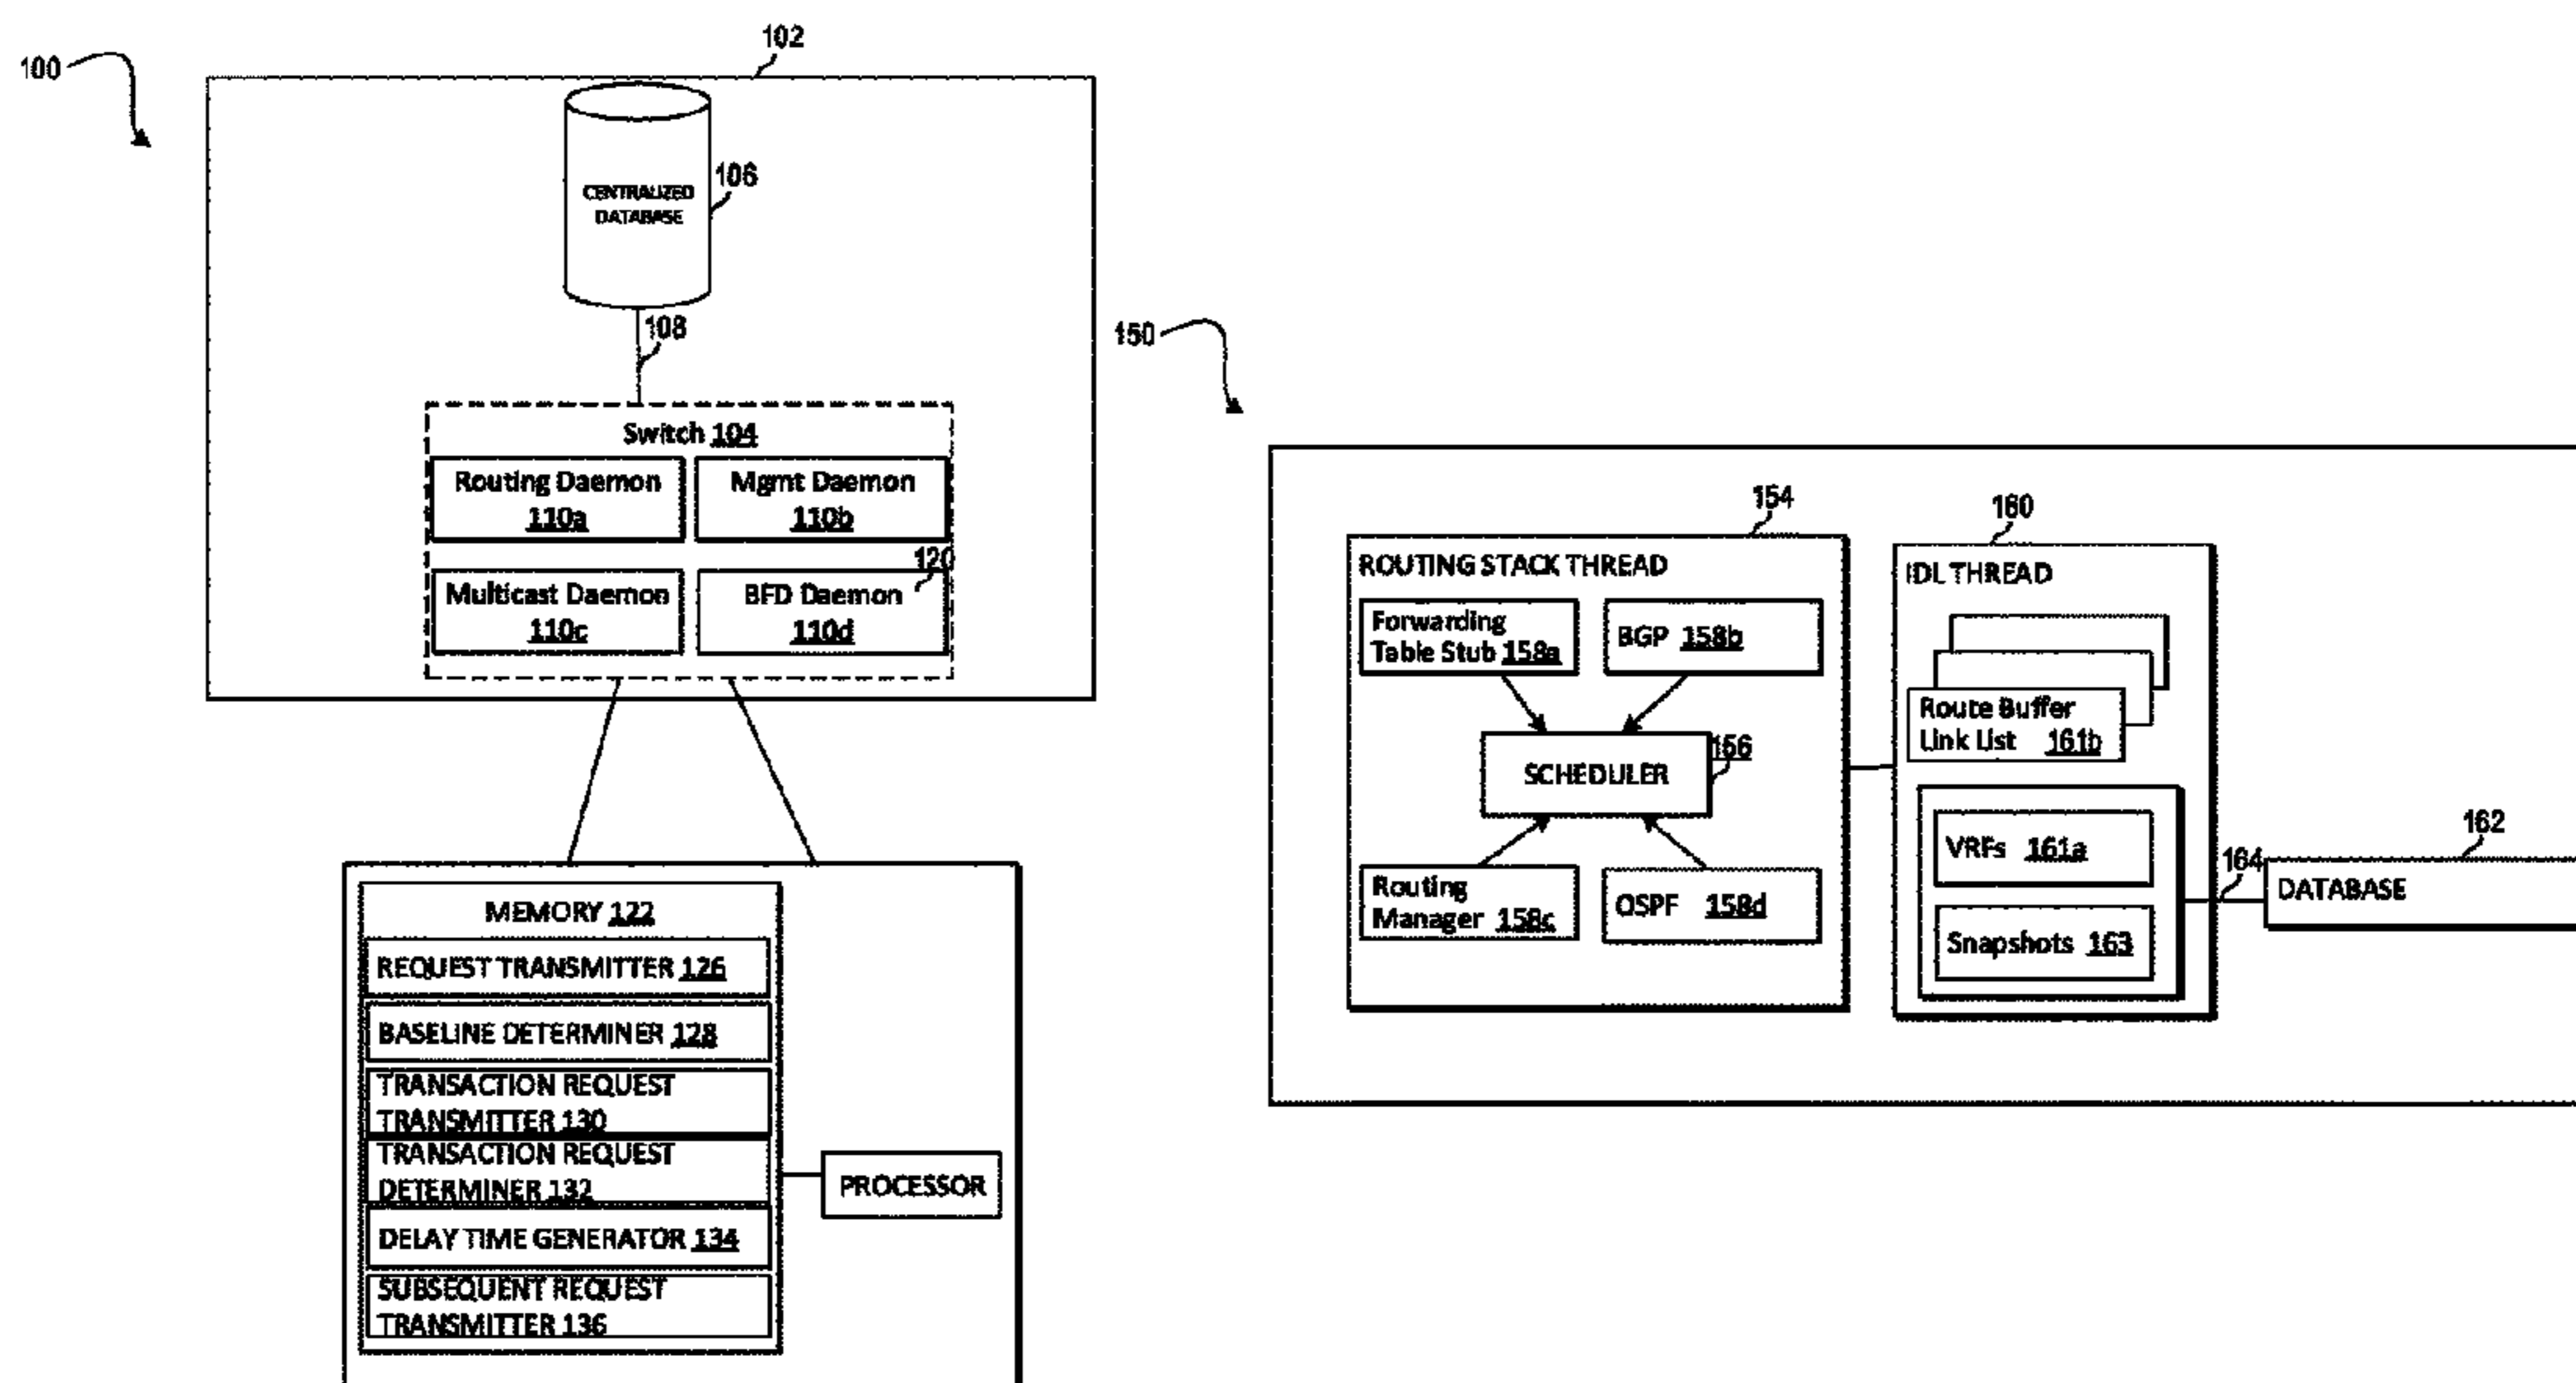 100
102
CENTRALIZED
DATABASE
106
108
Switch 104
Routing Daemon
110a
Mgmt Daemon
110b
Multicast Daemon
110c
BFD Daemon
110d
120
MEMORY 122
REQUEST TRANSMITTER 126
BASELINE DETERMINER 128
TRANSACTION REQUEST
TRANSMITTER 130
TRANSACTION REQUEST
DETERMINER 132
DELAY TIME GENERATOR 134
SUBSEQUENT REQUEST
TRANSMITTER 136
PROCESSOR
150
154
ROUTING STACK THREAD
Forwarding
Table Stub 158a
BGP 158b
SCHEDULER
156
Routing
Manager 158c
OSPF 158d
160
IDL THREAD
Route Buffer
Link List 161b
VRFs 161a
Snapshots 163
164
162
DATABASE